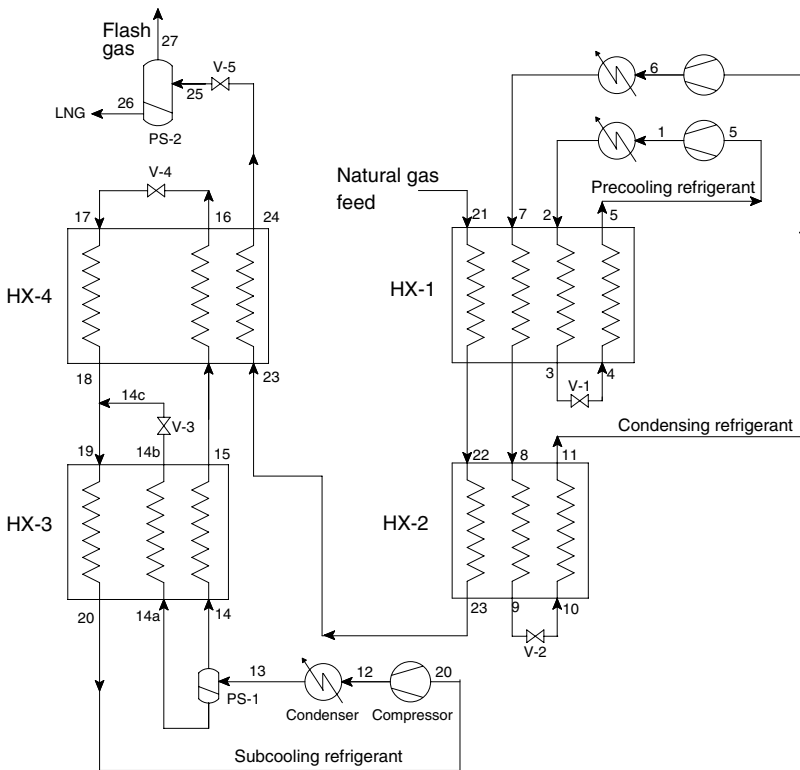 Flash
gas
27
V-5
25
26
LNG
PS-2
V-4
17
16
24
HX-4
18
23
14c
V-3
19
14b
15
HX-3
20
14a
14
13
12
20
PS-1
Condenser
Compressor
Subcooling refrigerant
6
1
5
Natural gas
feed
Precooling refrigerant
21
7
2
5
HX-1
3
4
V-1
Condensing refrigerant
22
8
11
HX-2
23
9
10
V-2